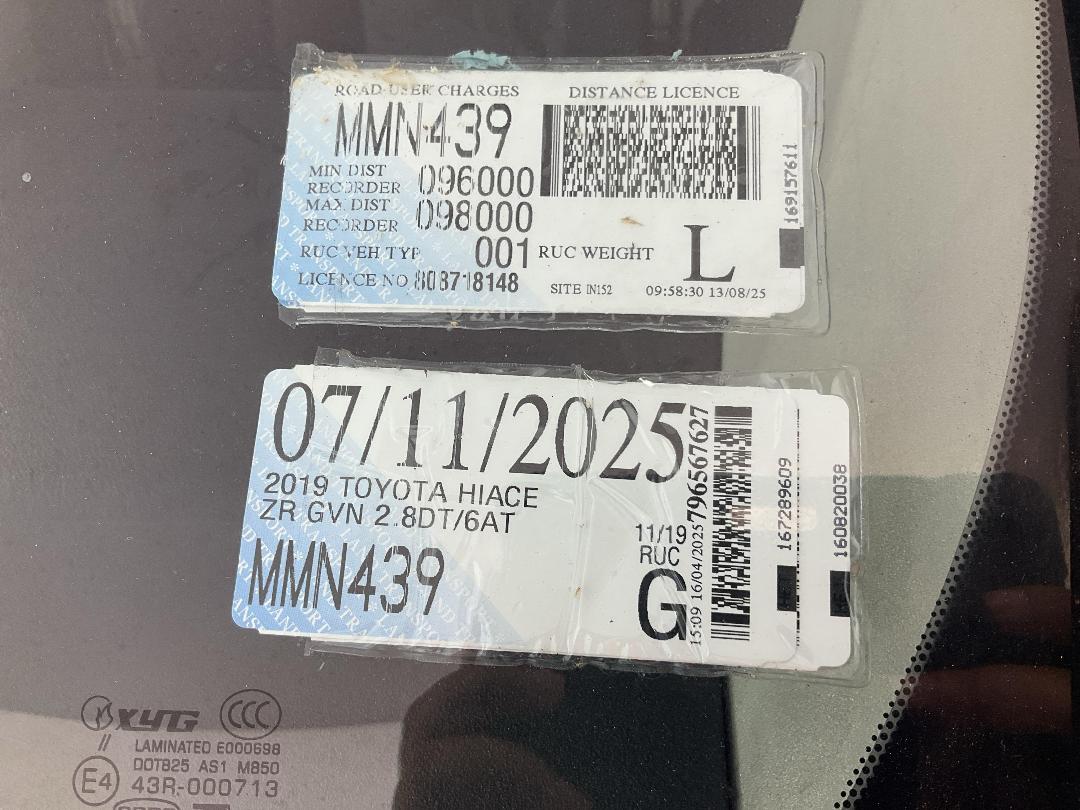 ROAD USER CHARGES
DISTANCE LICENCE
MMN439
MIN DIST
RECORDER 096000
MAX DIST
RECORDER 098000
RUC VEH TYP 001
RUC WEIGHT L
LICENCE NO 808718148
SITE IN152 09:58:30 13/08/25
169157611
07/11/2025
2019 TOYOTA HIACE
ZR GVN 2.8DT/6AT
MMN439
11/19
RUC
G
15:09 16/04/2025 796567627
167289609
160820038
XYG
CCC
//
LAMINATED E000698
DOT825 AS1 M850
E4 43R-000713